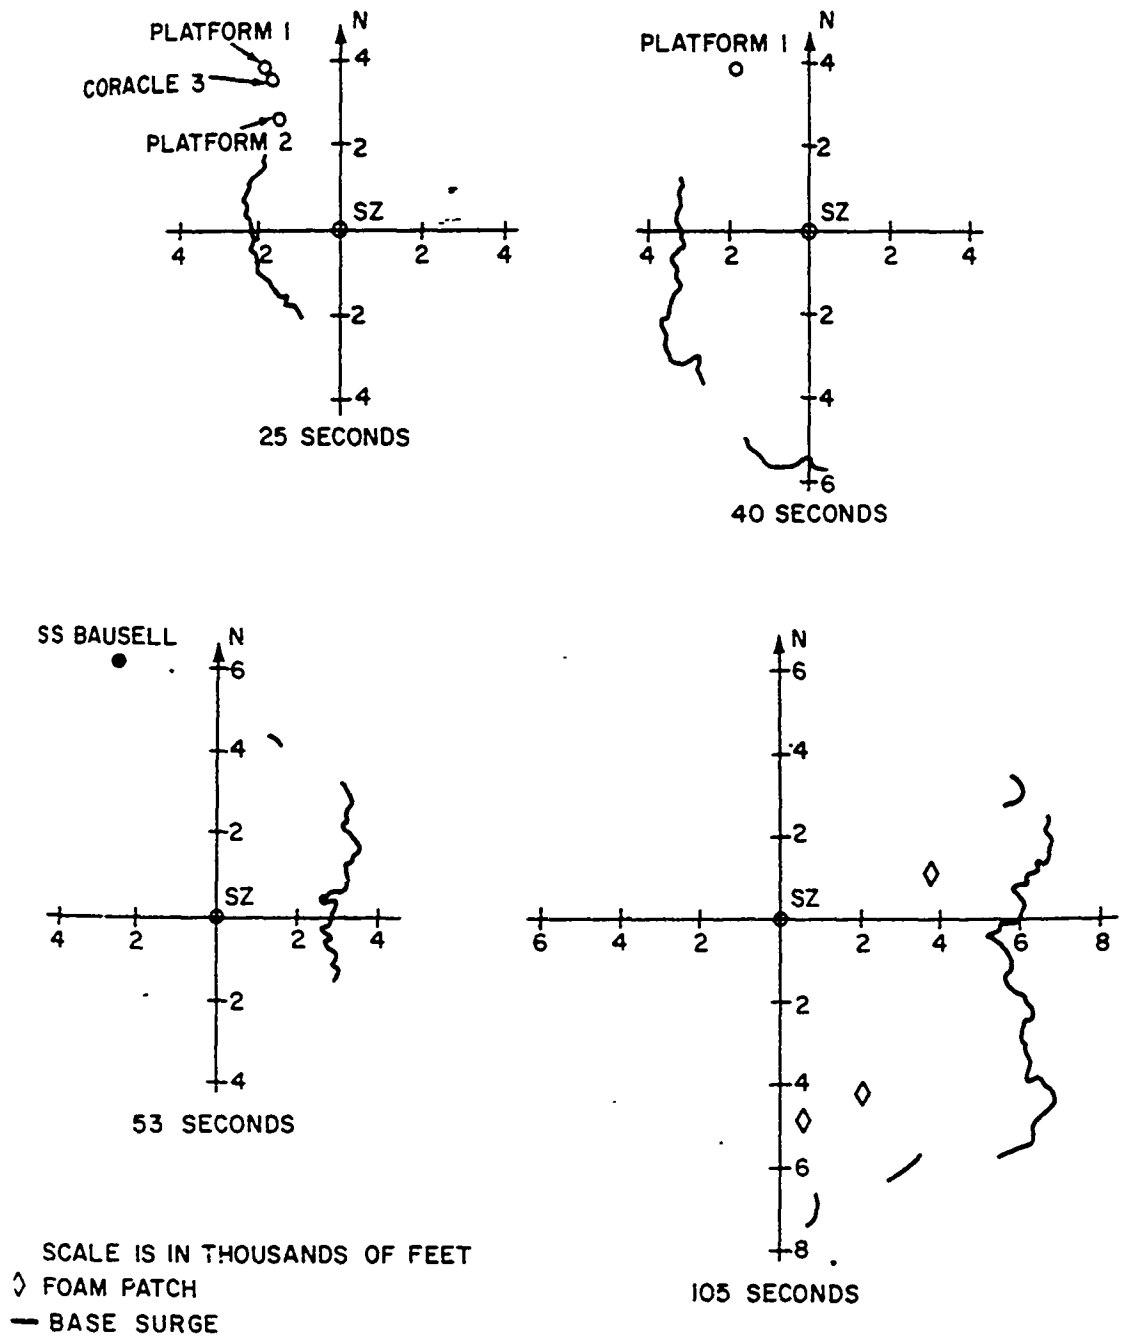 PLATFORM 1
CORACLE 3
PLATFORM 2
N
4
2
SZ
4 2 2 4
2
4
25 SECONDS
PLATFORM 1
N
4
2
SZ
4 2 2 4
2
4
6
40 SECONDS
SS BAUSELL
N
6
4
2
SZ
4 2 4
2
4
53 SECONDS
N
6
4
2
SZ
6 4 2 2 4 6 8
2
4
6
8
105 SECONDS
SCALE IS IN THOUSANDS OF FEET
FOAM PATCH
BASE SURGE